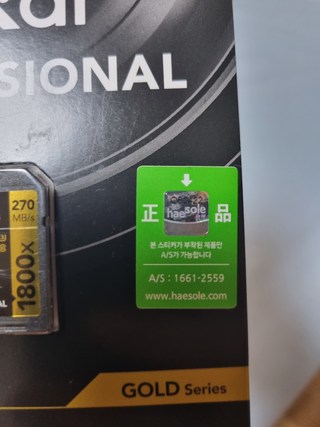 SIONAL
270
MB/s
1800x
正 haesole 品
본 스티커가 부착된 제품만
A/S가 가능합니다
A/S : 1661-2559
www.haesole.com
GOLD Series